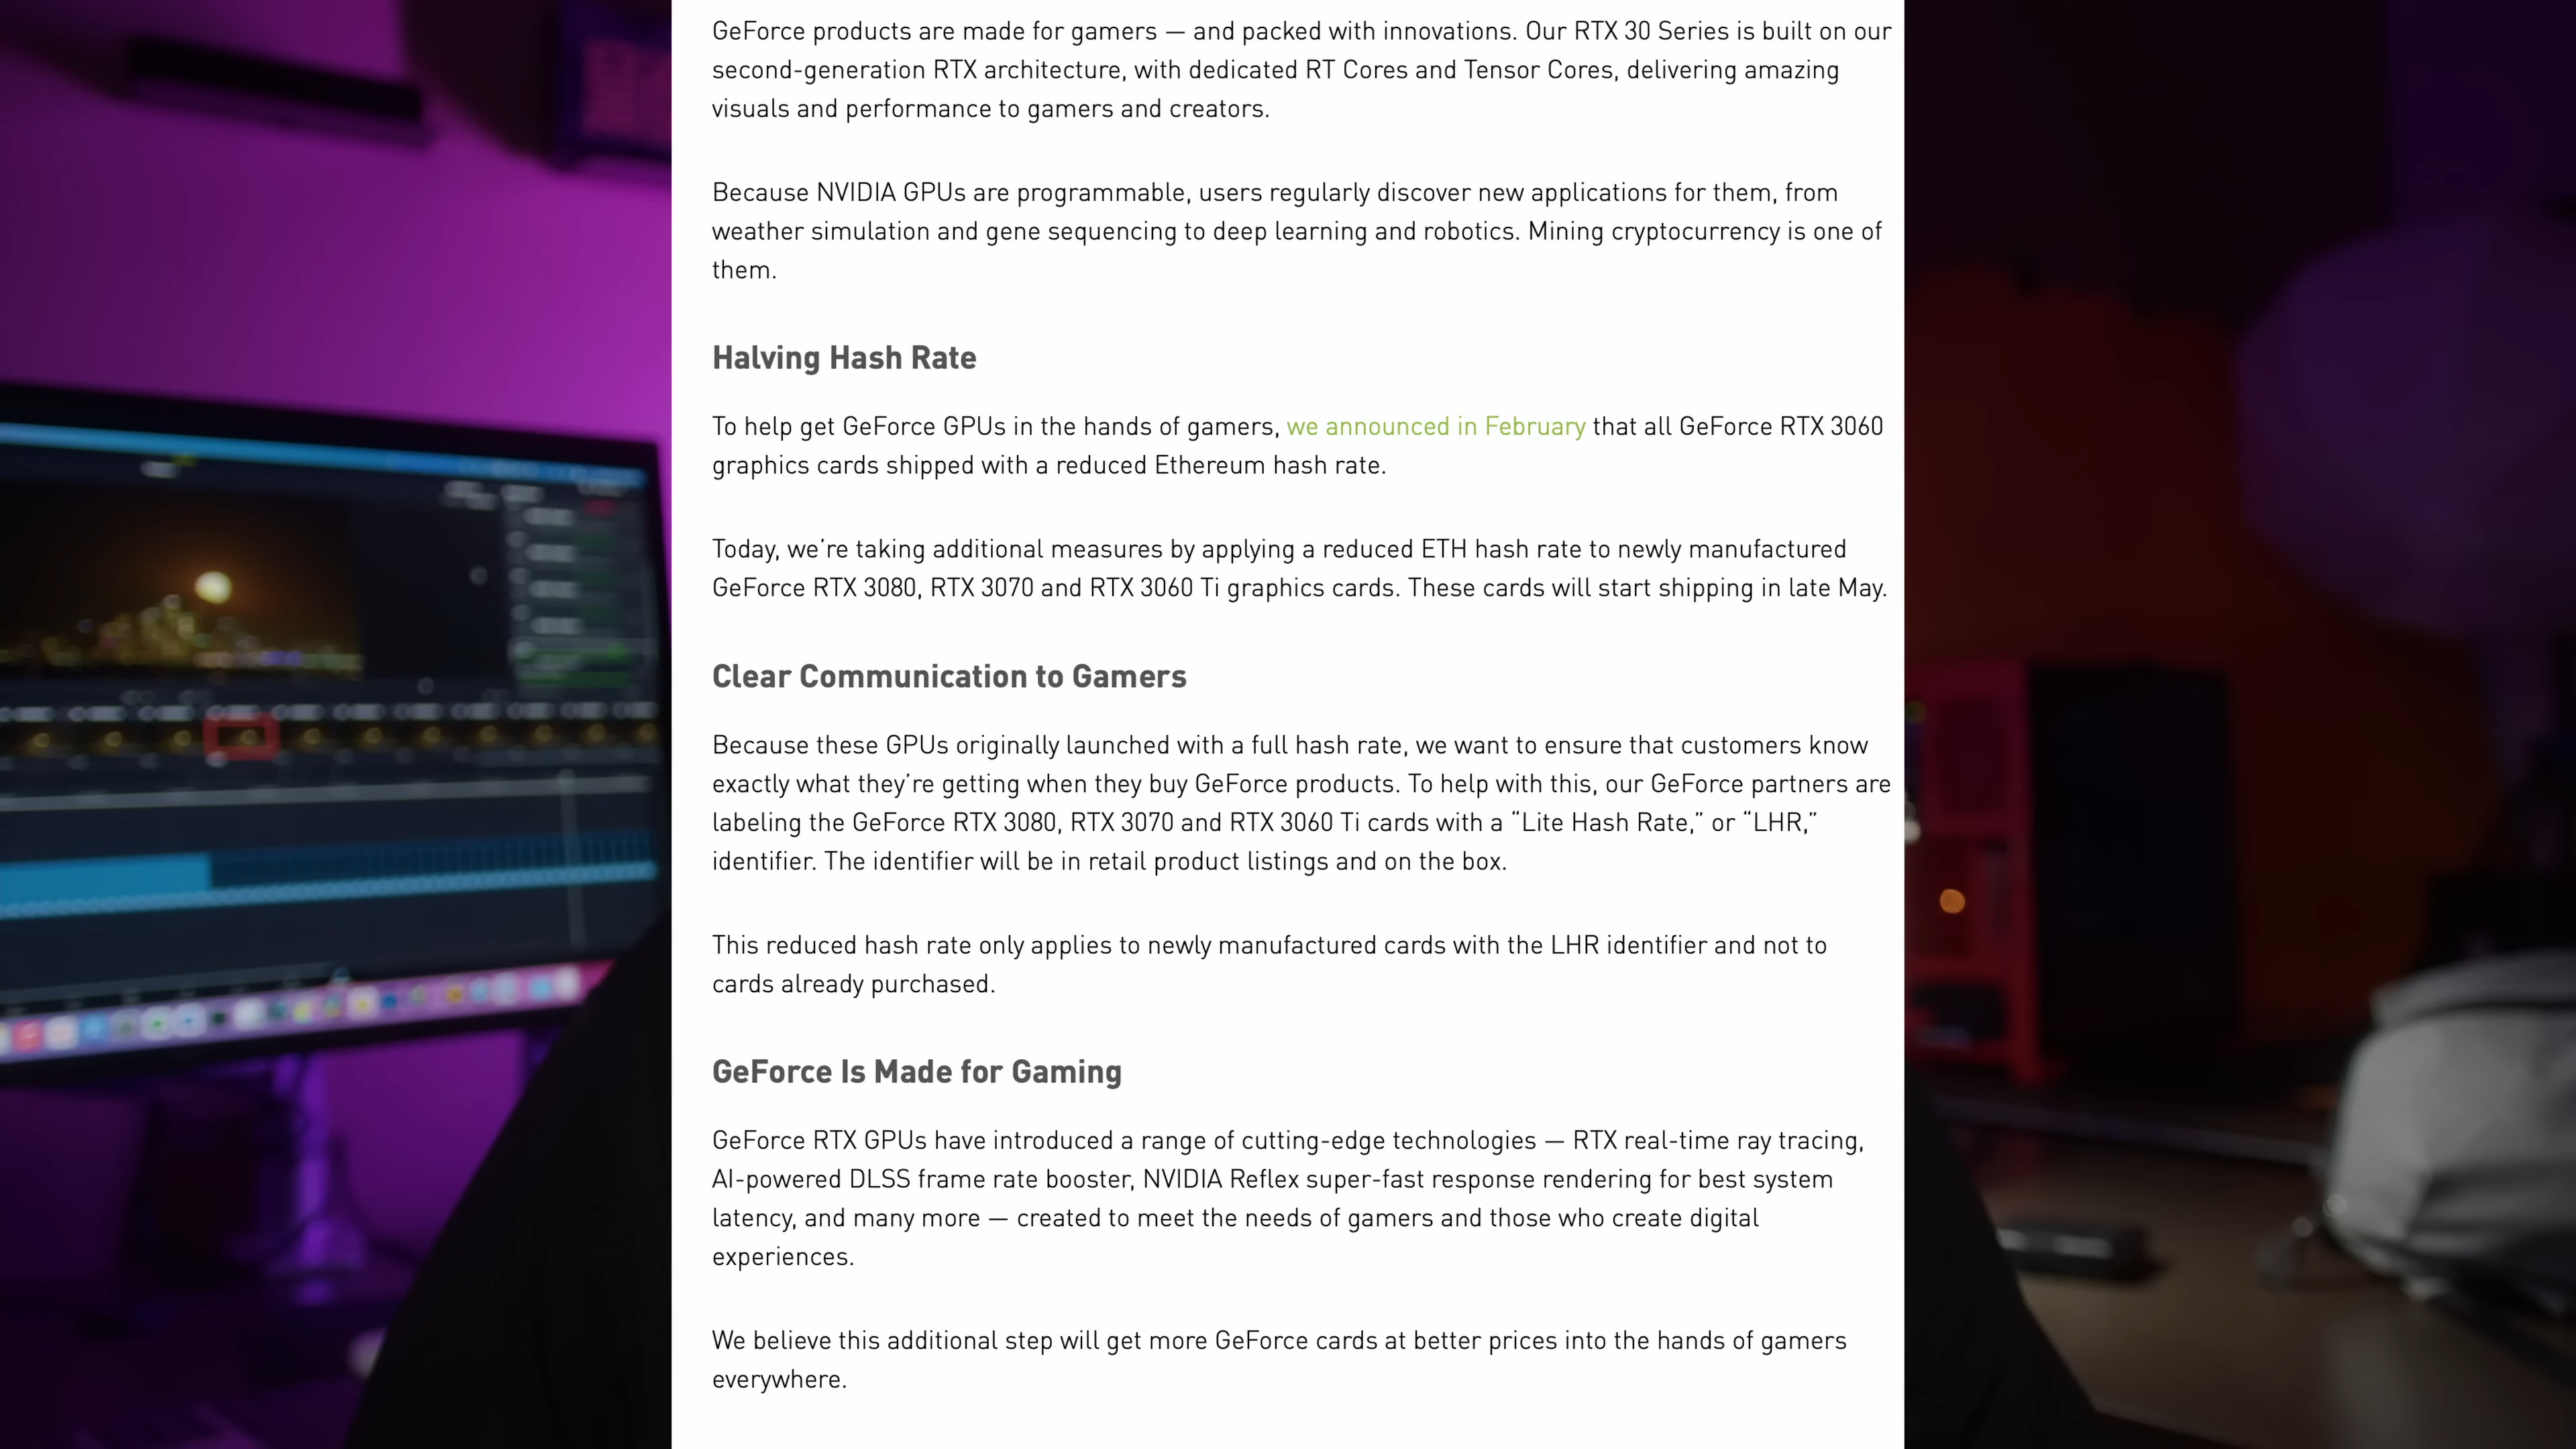 GeForce products are made for gamers — and packed with innovations. Our RTX 30 Series is built on our
second-generation RTX architecture, with dedicated RT Cores and Tensor Cores, delivering amazing
visuals and performance to gamers and creators.
Because NVIDIA GPUs are programmable, users regularly discover new applications for them, from
weather simulation and gene sequencing to deep learning and robotics. Mining cryptocurrency is one of
them.
Halving Hash Rate
To help get GeForce GPUs in the hands of gamers, we announced in February that all GeForce RTX 3060
graphics cards shipped with a reduced Ethereum hash rate.
Today, we’re taking additional measures by applying a reduced ETH hash rate to newly manufactured
GeForce RTX 3080, RTX 3070 and RTX 3060 Ti graphics cards. These cards will start shipping in late May.
Clear Communication to Gamers
Because these GPUs originally launched with a full hash rate, we want to ensure that customers know
exactly what they’re getting when they buy GeForce products. To help with this, our GeForce partners are
labeling the GeForce RTX 3080, RTX 3070 and RTX 3060 Ti cards with a “Lite Hash Rate,” or “LHR,”
identifier. The identifier will be in retail product listings and on the box.
This reduced hash rate only applies to newly manufactured cards with the LHR identifier and not to
cards already purchased.
GeForce Is Made for Gaming
GeForce RTX GPUs have introduced a range of cutting-edge technologies — RTX real-time ray tracing,
AI-powered DLSS frame rate booster, NVIDIA Reflex super-fast response rendering for best system
latency, and many more — created to meet the needs of gamers and those who create digital
experiences.
We believe this additional step will get more GeForce cards at better prices into the hands of gamers
everywhere.